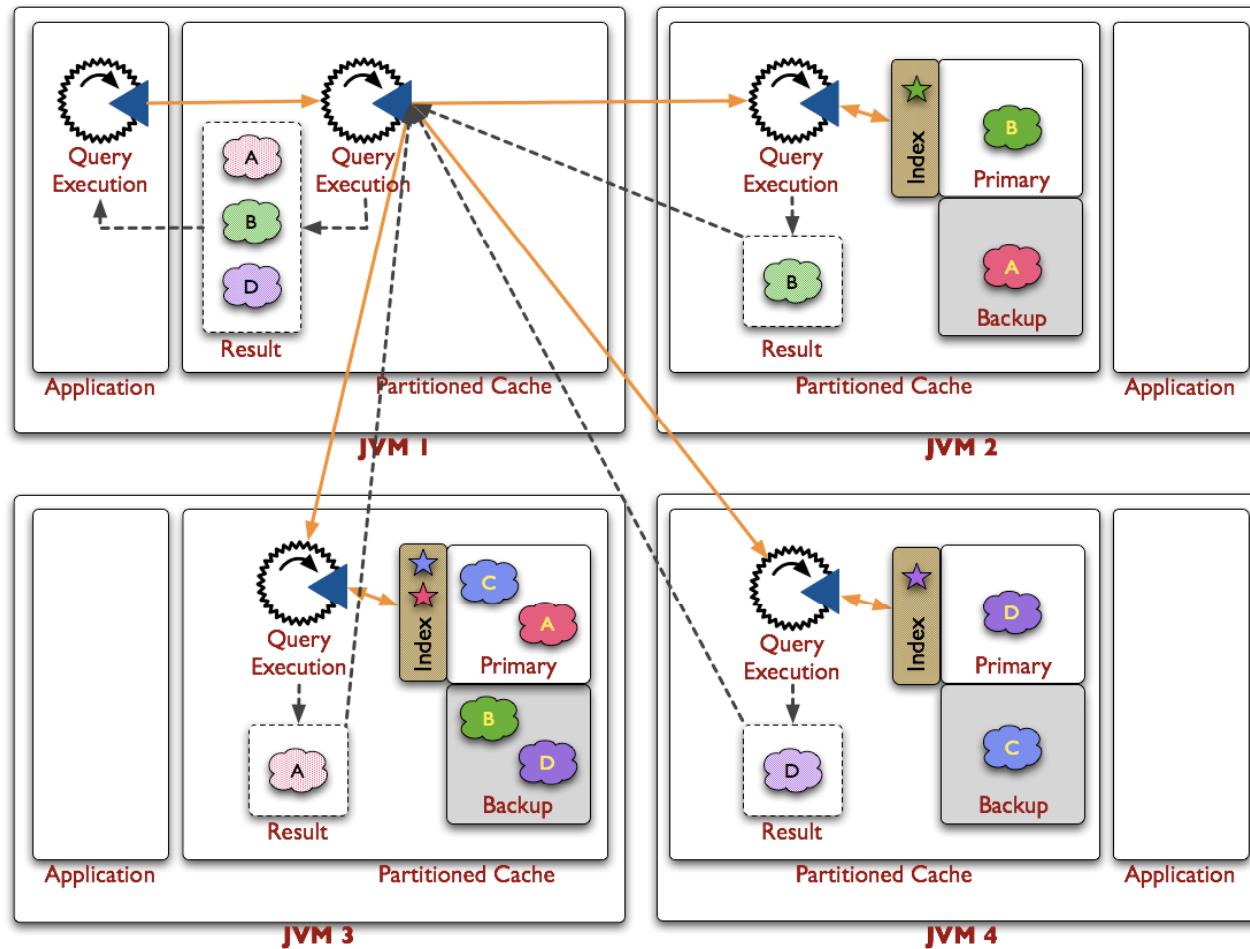 Query
Execution
A
B
D
Result
Query
Execution
Application
Partitioned Cache
JVM 1
Query
Execution
B
Result
Index
B
Primary
A
Backup
Partitioned Cache
Application
JVM 2
Query
Execution
A
Result
Index
C
A
Primary
B
D
Backup
Application
Partitioned Cache
JVM 3
Query
Execution
D
Result
Index
D
Primary
C
Backup
Partitioned Cache
Application
JVM 4